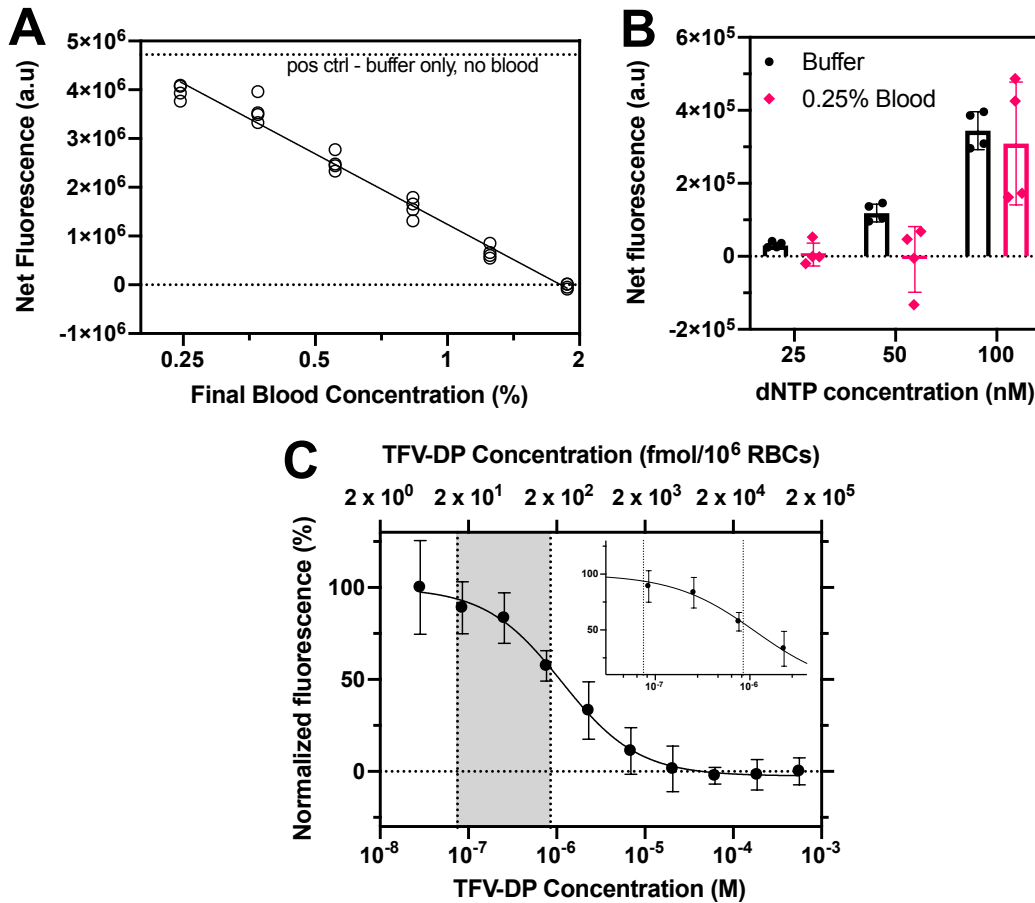 A
Net Fluorescence (a.u)
5×10⁶
4×10⁶
3×10⁶
2×10⁶
1×10⁶
0
-1×10⁶
pos ctrl - buffer only, no blood
0.25
0.5
1
2
Final Blood Concentration (%)
B
Net fluorescence (a.u)
6×10⁵
4×10⁵
2×10⁵
0
-2×10⁵
Buffer
0.25% Blood
25
50
100
dNTP concentration (nM)
C
TFV-DP Concentration (fmol/10⁶ RBCs)
2 x 10⁰
2 x 10¹
2 x 10²
2 x 10³
2 x 10⁴
2 x 10⁵
Normalized fluorescence (%)
100
50
0
100
50
10⁻⁷
10⁻⁶
10⁻⁸
10⁻⁷
10⁻⁶
10⁻⁵
10⁻⁴
10⁻³
TFV-DP Concentration (M)